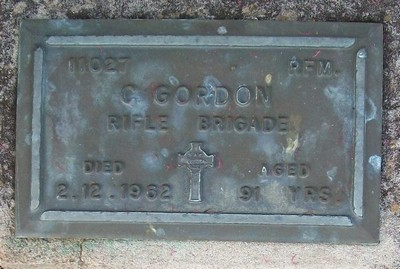 11027 RFM.
C GORDON
RIFLE BRIGADE
DIED AGED
2.12.1962 91 YRS.